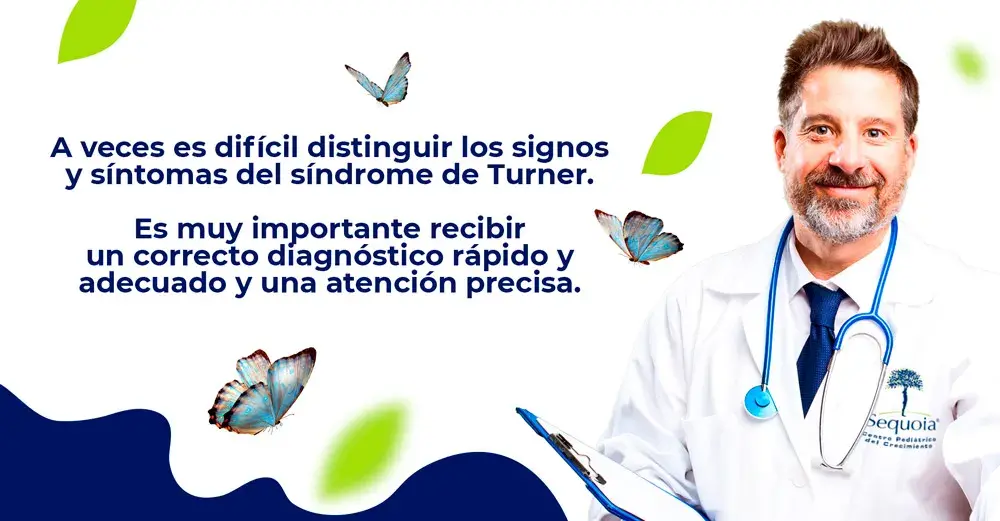 A veces es difícil distinguir los signos
y síntomas del síndrome de Turner.
Es muy importante recibir
un correcto diagnóstico rápido y
adecuado y una atención precisa.
Sequoia®
Centro Pediátrico
del Crecimiento